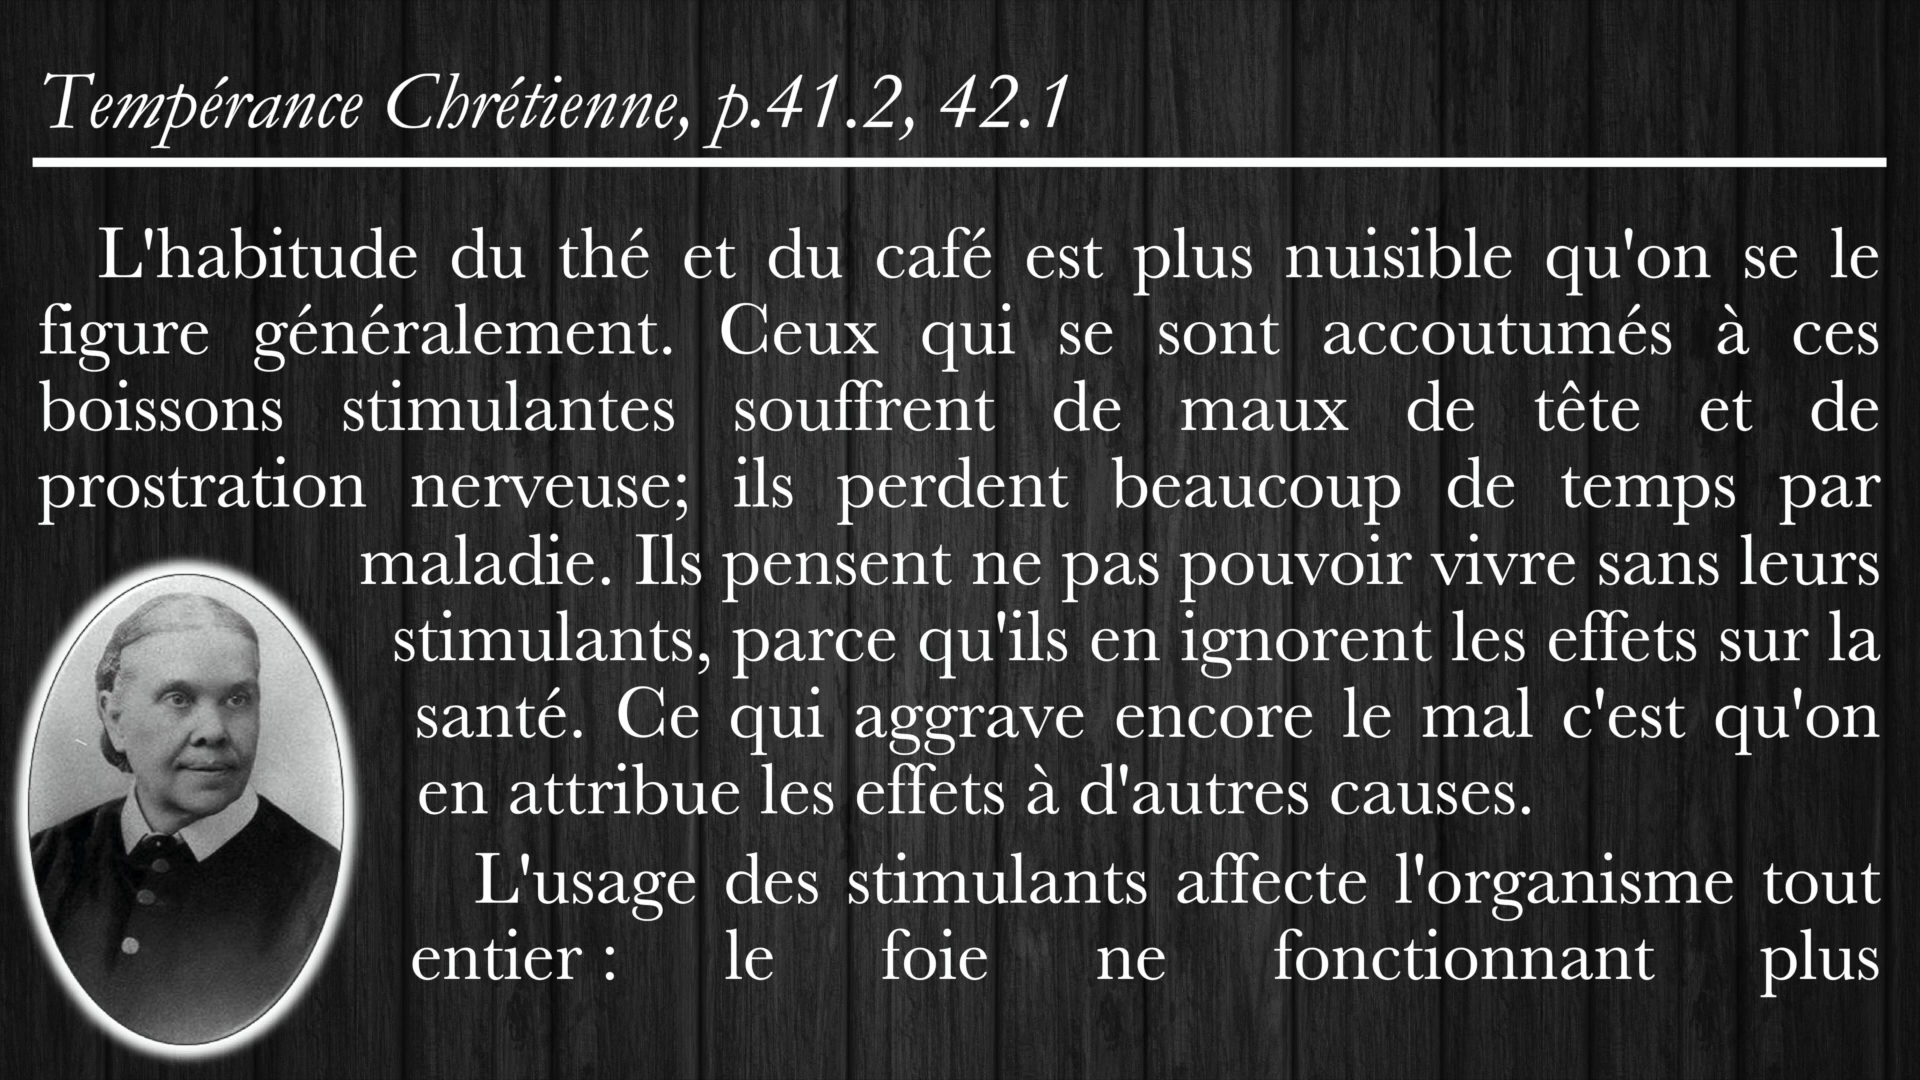 Tempérance Chrétienne, p.41.2, 42.1
L'habitude du thé et du café est plus nuisible qu'on se le
figure généralement. Ceux qui se sont accoutumés à ces
boissons stimulantes souffrent de maux de tête et de
prostration nerveuse; ils perdent beaucoup de temps par
maladie. Ils pensent ne pas pouvoir vivre sans leurs
stimulants, parce qu'ils en ignorent les effets sur la
santé. Ce qui aggrave encore le mal c'est qu'on
en attribue les effets à d'autres causes.
L'usage des stimulants affecte l'organisme tout
entier : le foie ne fonctionnant plus